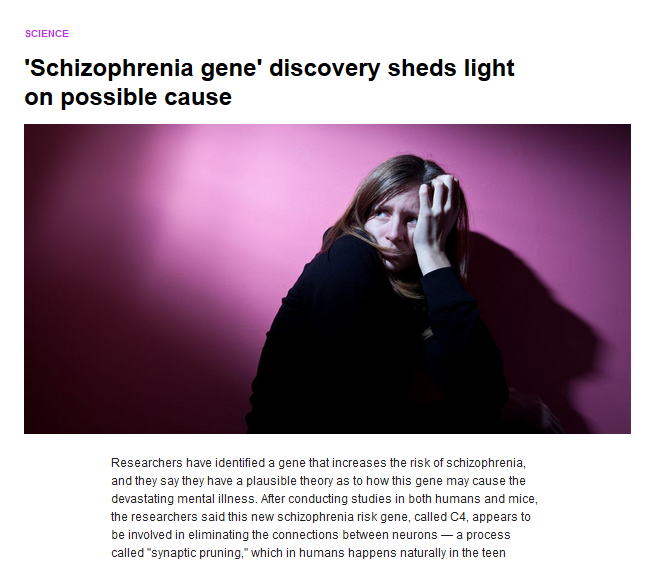 SCIENCE
'Schizophrenia gene' discovery sheds light
on possible cause
Researchers have identified a gene that increases the risk of schizophrenia,
and they say they have a plausible theory as to how this gene may cause the
devastating mental illness. After conducting studies in both humans and mice,
the researchers said this new schizophrenia risk gene, called C4, appears to
be involved in eliminating the connections between neurons — a process
called "synaptic pruning," which in humans happens naturally in the teen